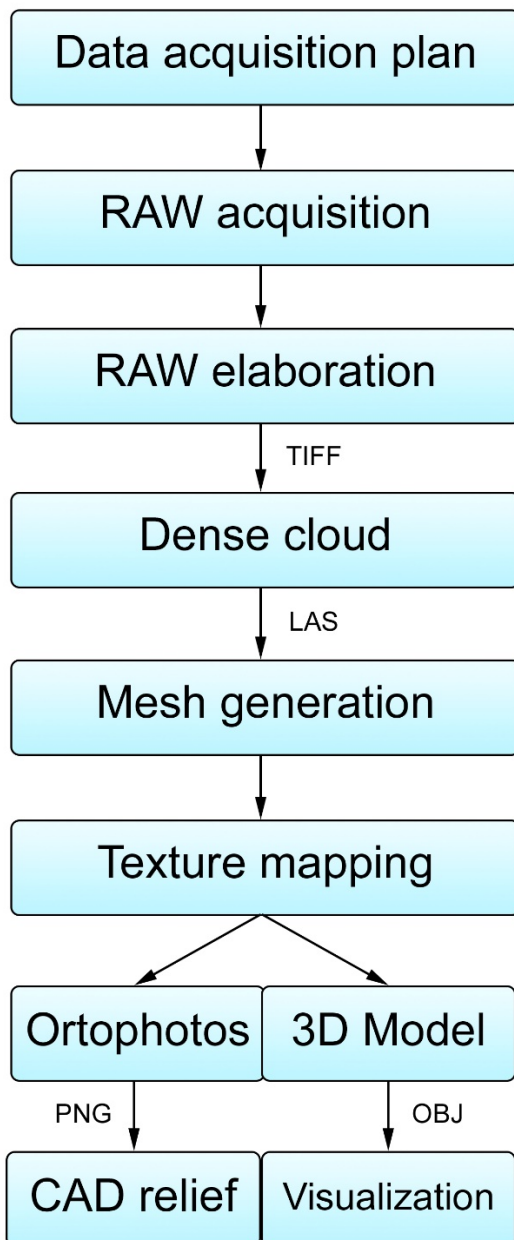 Data acquisition plan
RAW acquisition
RAW elaboration
TIFF
Dense cloud
LAS
Mesh generation
Texture mapping
Ortophotos
3D Model
PNG
OBJ
CAD relief
Visualization